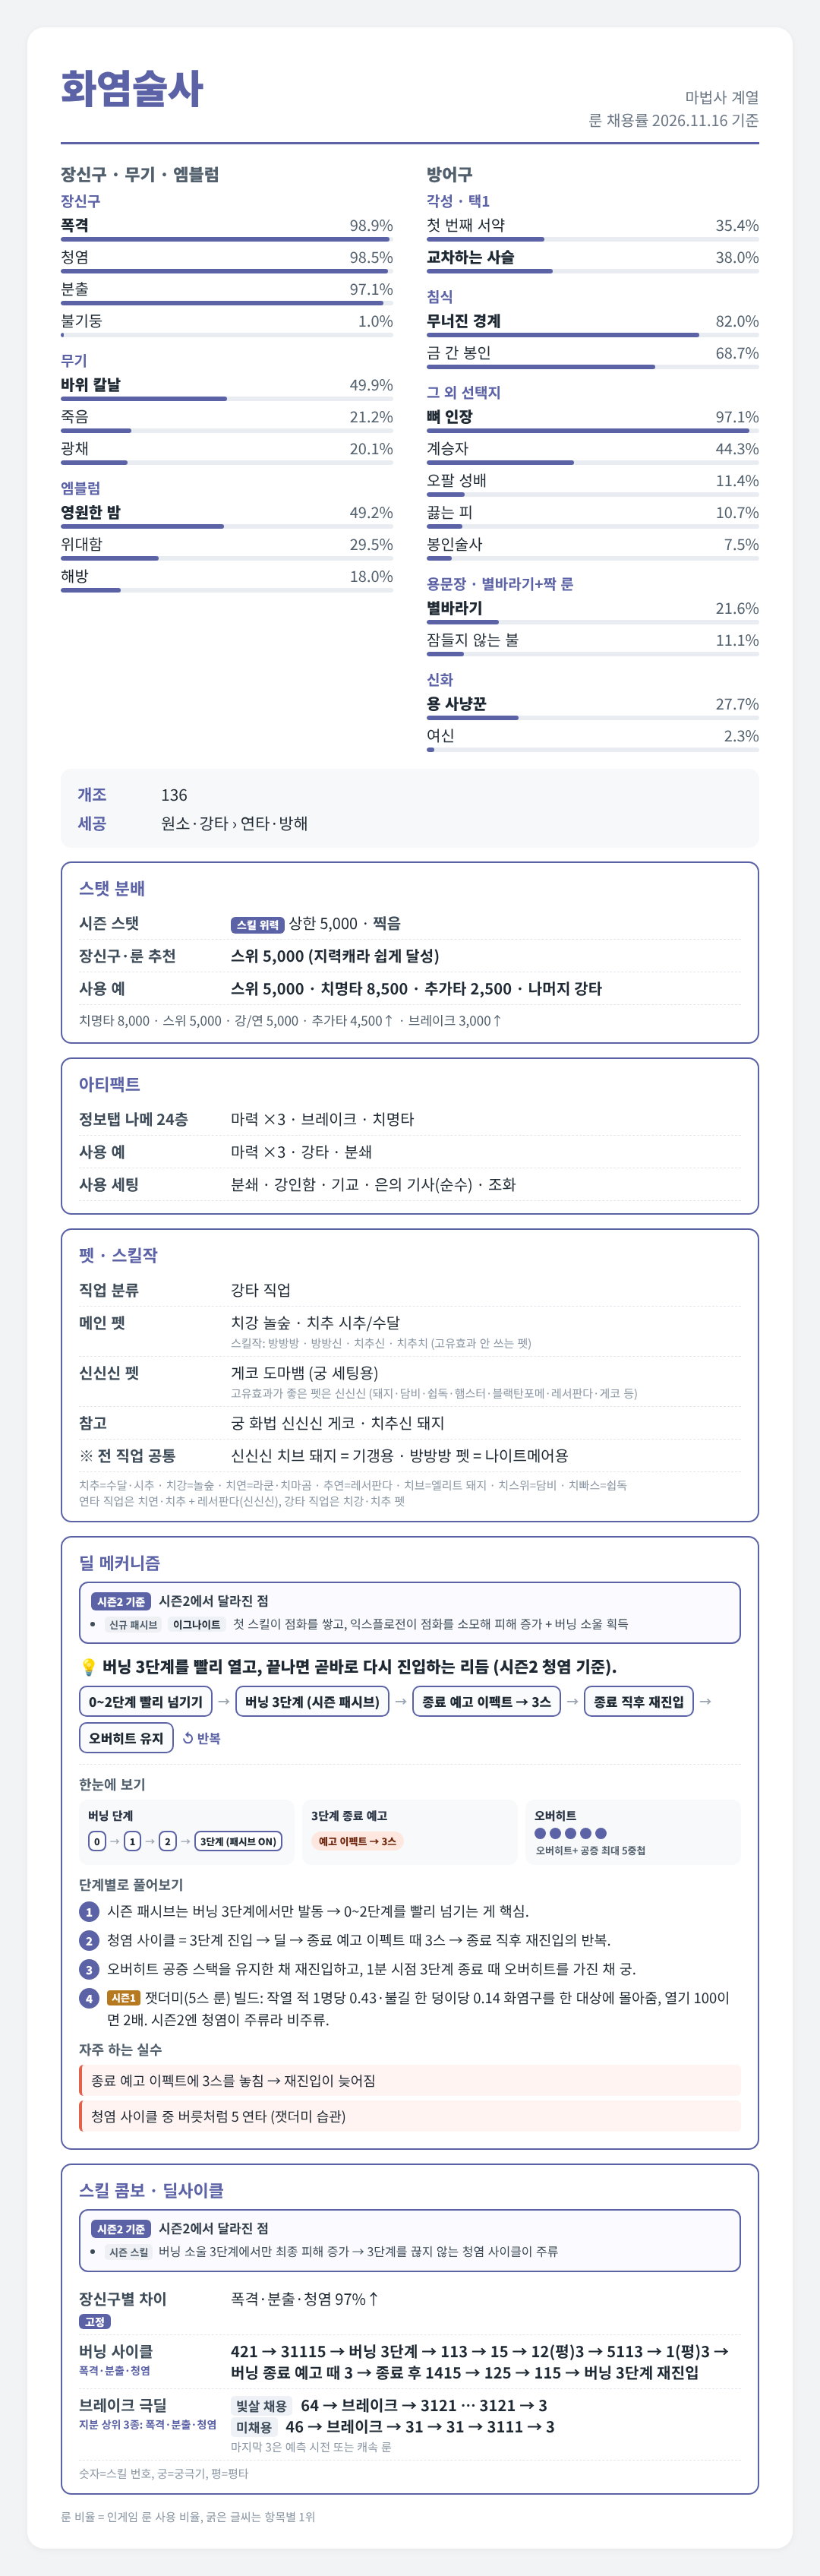 화염술사
마법사 계열
룬 채용률 2026.11.16 기준
장신구 · 무기 · 엠블럼
장신구
폭격 98.9%
청염 98.5%
분출 97.1%
불기둥 1.0%
무기
바위 칼날 49.9%
죽음 21.2%
광채 20.1%
엠블럼
영원한 밤 49.2%
위대함 29.5%
해방 18.0%
방어구
각성 · 택1
첫 번째 서약 35.4%
교차하는 사슬 38.0%
침식
무너진 경계 82.0%
금 간 봉인 68.7%
그 외 선택지
뼈 인장 97.1%
계승자 44.3%
오팔 성배 11.4%
끓는 피 10.7%
봉인술사 7.5%
용문장 · 별바라기+짝 룬
별바라기 21.6%
잠들지 않는 불 11.1%
신화
용 사냥꾼 27.7%
여신 2.3%
개조 136
세공 원소·강타 › 연타·방해
스탯 분배
시즌 스탯 스킬 위력 상한 5,000 · 찍음
장신구·룬 추천 스위 5,000 (지력캐라 쉽게 달성)
사용 예 스위 5,000 · 치명타 8,500 · 추가타 2,500 · 나머지 강타
치명타 8,000 · 스위 5,000 · 강/연 5,000 · 추가타 4,500↑ · 브레이크 3,000↑
아티팩트
정보탭 나메 24층 마력 ×3 · 브레이크 · 치명타
사용 예 마력 ×3 · 강타 · 분쇄
사용 세팅 분쇄 · 강인함 · 기교 · 은의 기사(순수) · 조화
펫 · 스킬작
직업 분류 강타 직업
메인 펫 치강 놀숲 · 치추 시추/수달
스킬작: 방방방 · 방방신 · 치추신 · 치추치 (고유효과 안 쓰는 펫)
신신신 펫 게코 도마뱀 (궁 세팅용)
고유효과가 좋은 펫은 신신신 (돼지·담비·쉽독·햄스터·블랙탄포메·레서판다·게코 등)
참고 궁 화법 신신신 게코 · 치추신 돼지
※ 전 직업 공통 신신신 치브 돼지 = 기갱용 · 방방방 펫 = 나이트메어용
치추=수달·시추 · 치강=놀숲 · 치연=라쿤·치마곰 · 추연=레서판다 · 치브=엘리트 돼지 · 치스위=담비 · 치빠스=쉽독
연타 직업은 치연·치추 + 레서판다(신신신), 강타 직업은 치강·치추 펫
딜 메커니즘
시즌2 기준 시즌2에서 달라진 점
• 신규 패시브 이그나이트 첫 스킬이 점화를 쌓고, 익스플로전이 점화를 소모해 피해 증가 + 버닝 소울 획득
💡 버닝 3단계를 빨리 열고, 끝나면 곧바로 다시 진입하는 리듬 (시즌2 청염 기준).
0~2단계 빨리 넘기기 → 버닝 3단계 (시즌 패시브) → 종료 예고 이펙트 → 3스 → 종료 직후 재진입 →
오버히트 유지 ↺ 반복
한눈에 보기
버닝 단계
0 → 1 → 2 → 3단계 (패시브 ON)
3단계 종료 예고
예고 이펙트 → 3스
오버히트
오버히트+ 공증 최대 5중첩
단계별로 풀어보기
1 시즌 패시브는 버닝 3단계에서만 발동 → 0~2단계를 빨리 넘기는 게 핵심.
2 청염 사이클 = 3단계 진입 → 딜 → 종료 예고 이펙트 때 3스 → 종료 직후 재진입의 반복.
3 오버히트 공증 스택을 유지한 채 재진입하고, 1분 시점 3단계 종료 때 오버히트를 가진 채 궁.
4 시즌1 잿더미(5스 룬) 빌드: 작열 적 1명당 0.43·불길 한 덩이당 0.14 화염구를 한 대상에 몰아줌, 열기 100이
면 2배. 시즌2엔 청염이 주류라 비주류.
자주 하는 실수
종료 예고 이펙트에 3스를 놓침 → 재진입이 늦어짐
청염 사이클 중 버릇처럼 5 연타 (잿더미 습관)
스킬 콤보 · 딜사이클
시즌2 기준 시즌2에서 달라진 점
• 시즌 스킬 버닝 소울 3단계에서만 최종 피해 증가 → 3단계를 끊지 않는 청염 사이클이 주류
장신구별 차이 폭격·분출·청염 97%↑
고정
버닝 사이클 421 → 31115 → 버닝 3단계 → 113 → 15 → 12(평)3 → 5113 → 1(평)3 →
폭격·분출·청염 버닝 종료 예고 때 3 → 종료 후 1415 → 125 → 115 → 버닝 3단계 재진입
브레이크 극딜 빛살 채용 64 → 브레이크 → 3121 ··· 3121 → 3
지분 상위 3종: 폭격·분출·청염 미채용 46 → 브레이크 → 31 → 31 → 3111 → 3
마지막 3은 예측 시전 또는 캐속 룬
숫자=스킬 번호, 궁=궁극기, 평=평타
룬 비율 = 인게임 룬 사용 비율, 굵은 글씨는 항목별 1위